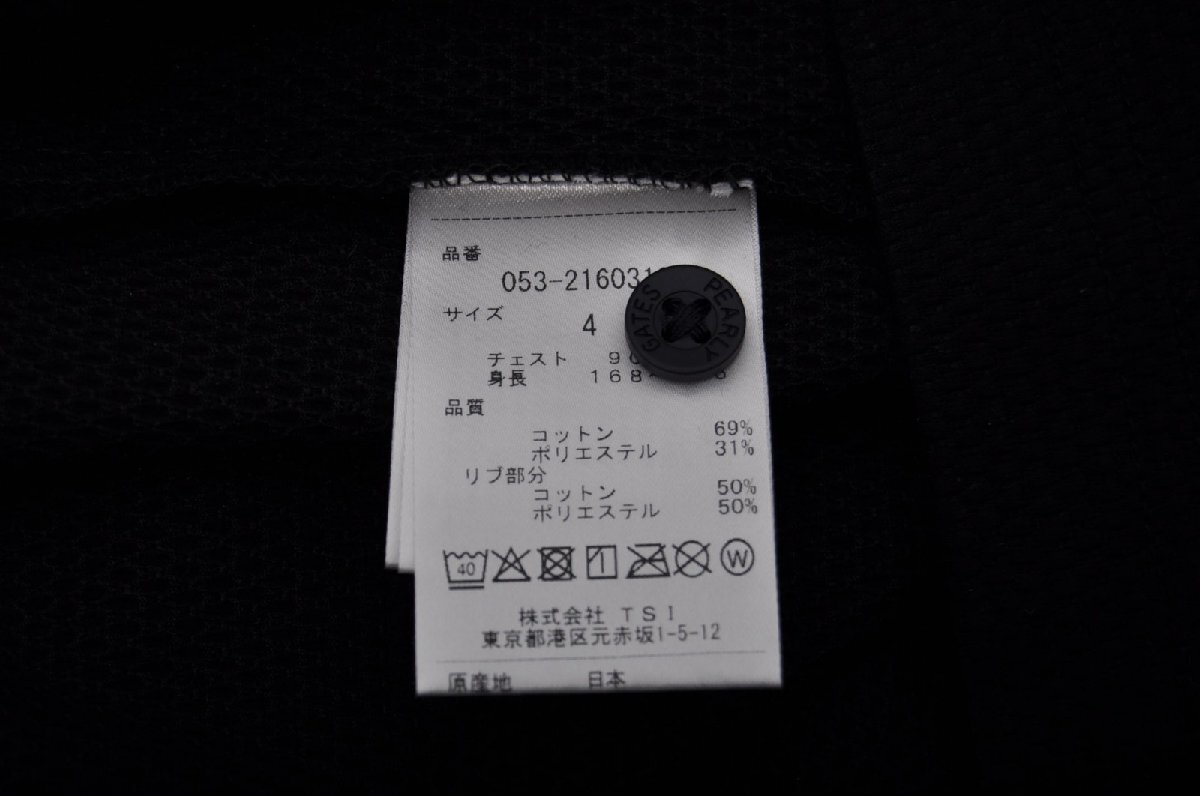 品番
053-216031
サイズ
4
PEARLY
GATES
チェスト
身長 168
品質
コットン 69%
ポリエステル 31%
リブ部分
コットン 50%
ポリエステル 50%
40 W
株式会社 TSI
東京都港区元赤坂1-5-12
原産地 日本